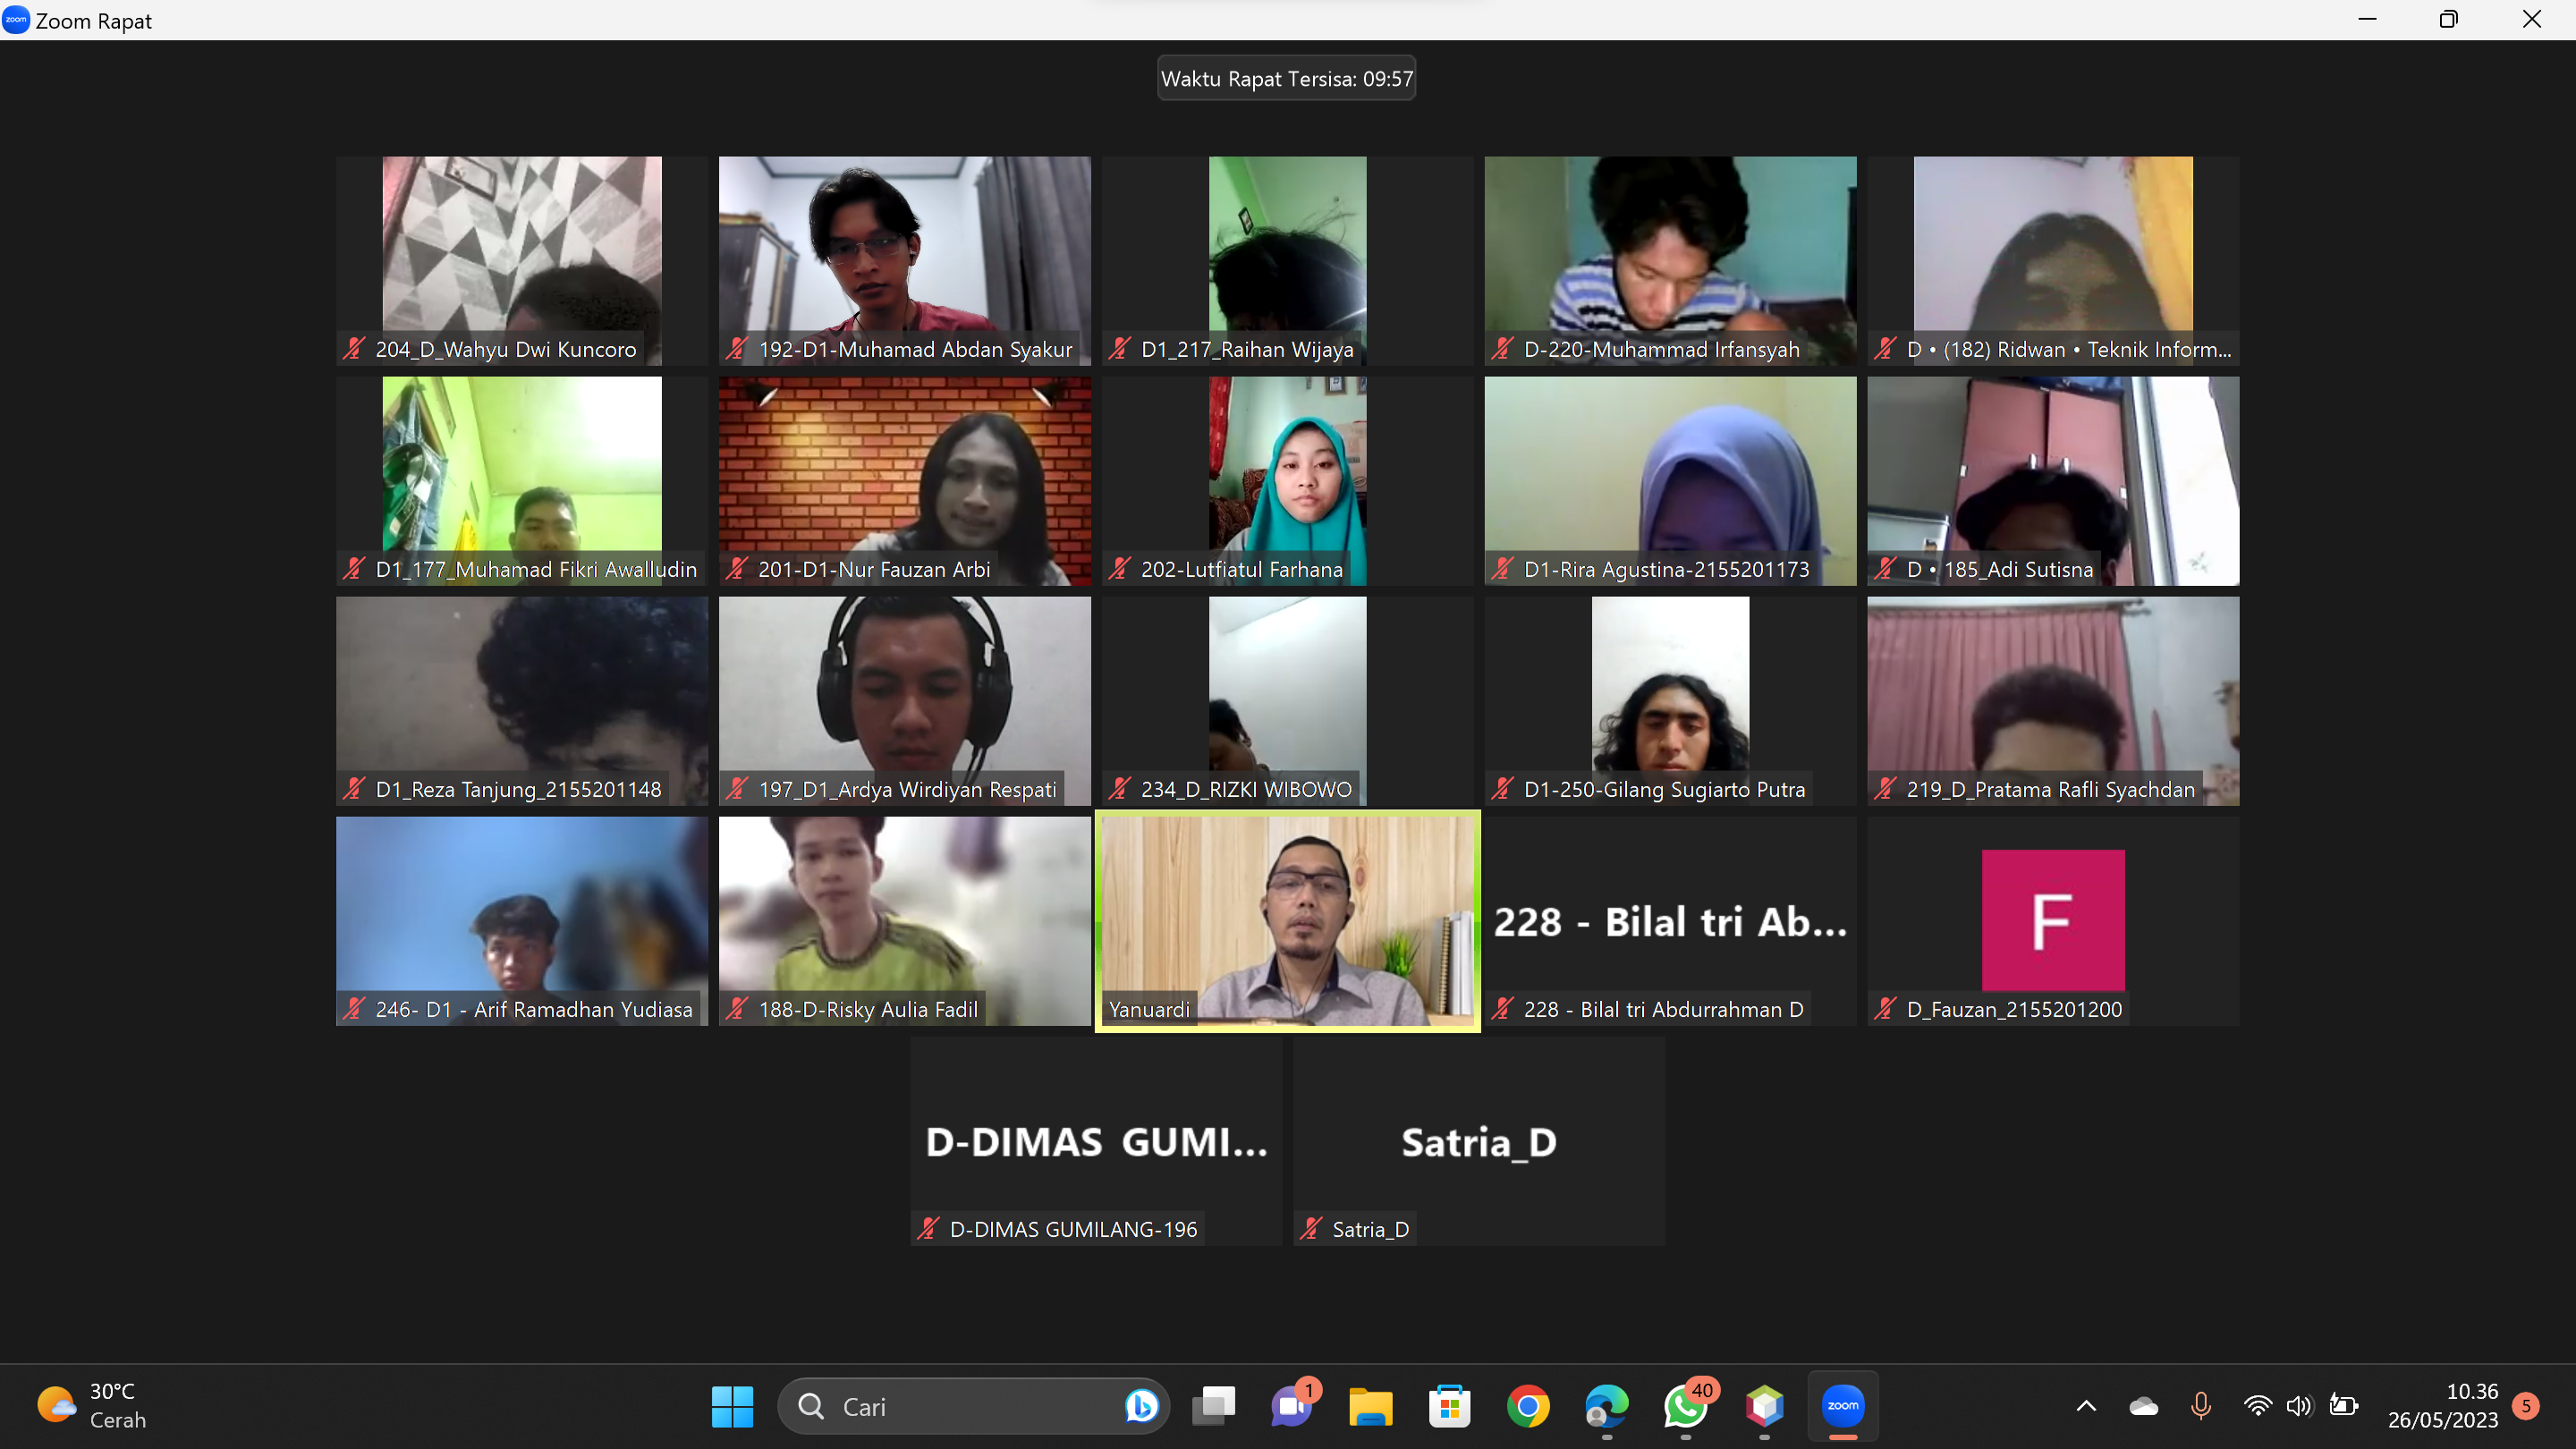 zoom Zoom Rapat
Waktu Rapat Tersisa: 09:57
204_D_Wahyu Dwi Kuncoro
192-D1-Muhamad Abdan Syakur
D1_217_Raihan Wijaya
D-220-Muhammad Irfansyah
D • (182) Ridwan • Teknik Inform...
D1_177_Muhamad Fikri Awalludin
201-D1-Nur Fauzan Arbi
202-Lutfiatul Farhana
D1-Rira Agustina-2155201173
D • 185_Adi Sutisna
D1_Reza Tanjung_2155201148
197_D1_Ardya Wirdiyan Respati
234_D_RIZKI WIBOWO
D1-250-Gilang Sugiarto Putra
219_D_Pratama Rafli Syachdan
246- D1 - Arif Ramadhan Yudiasa
188-D-Risky Aulia Fadil
Yanuardi
228 - Bilal tri Ab...
228 - Bilal tri Abdurrahman D
F
D_Fauzan_2155201200
D-DIMAS GUMI...
D-DIMAS GUMILANG-196
Satria_D
Satria_D
30°C
Cerah
Cari
1
40
zoom
10.36
26/05/2023
5